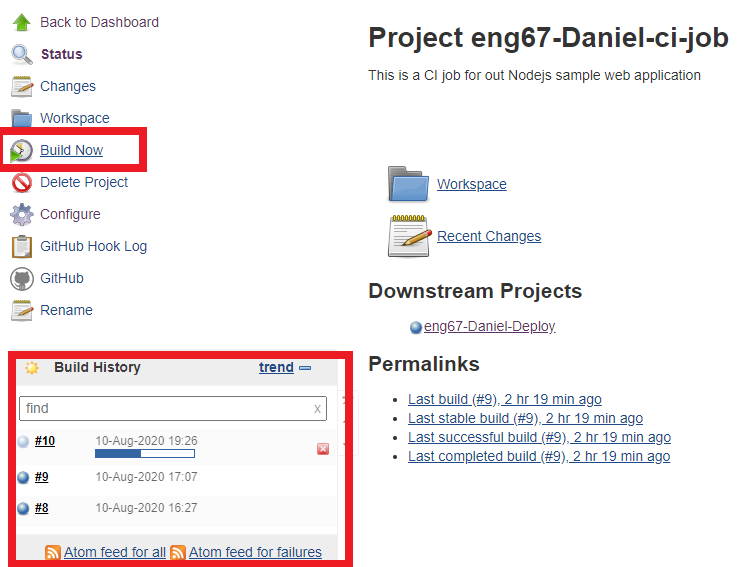 Back to Dashboard
Status
Changes
Workspace
Build Now
Delete Project
Configure
GitHub Hook Log
GitHub
Rename
Build History trend
find x
#10 10-Aug-2020 19:26
#9 10-Aug-2020 17:07
#8 10-Aug-2020 16:27
Atom feed for all Atom feed for failures
Project eng67-Daniel-ci-job
This is a CI job for out Nodejs sample web application
Workspace
Recent Changes
Downstream Projects
eng67-Daniel-Deploy
Permalinks
Last build (#9), 2 hr 19 min ago
Last stable build (#9), 2 hr 19 min ago
Last successful build (#9), 2 hr 19 min ago
Last completed build (#9), 2 hr 19 min ago